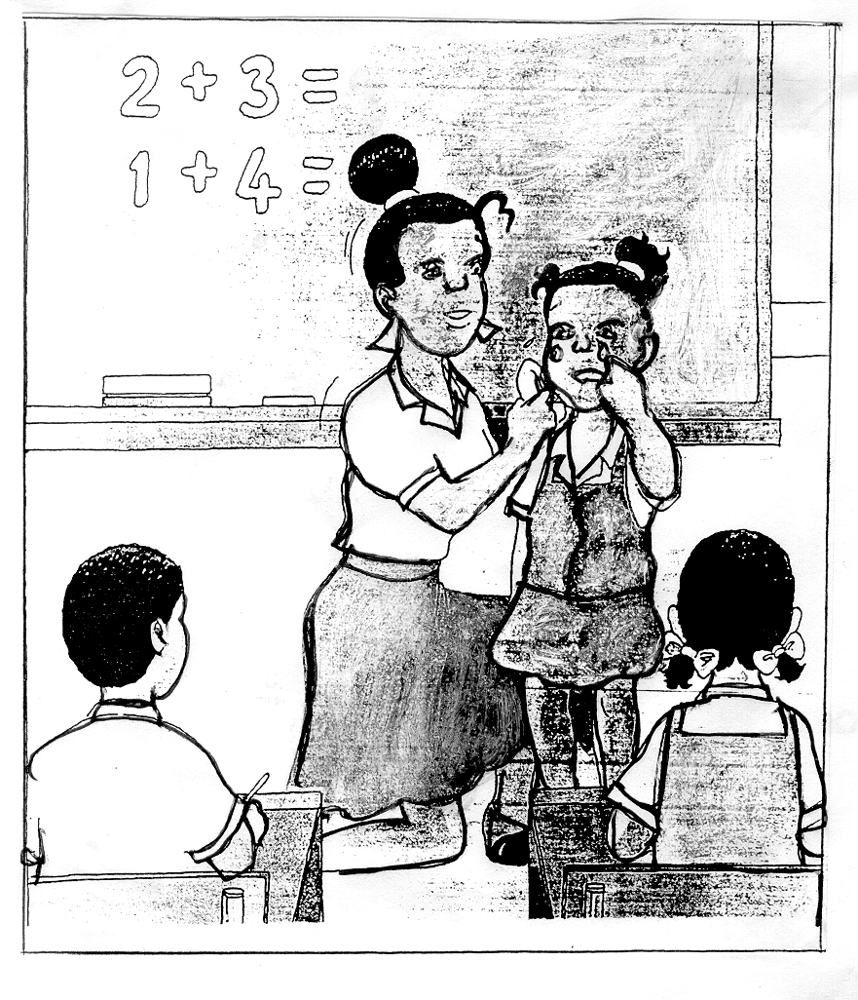 2 + 3 =
1 + 4 =